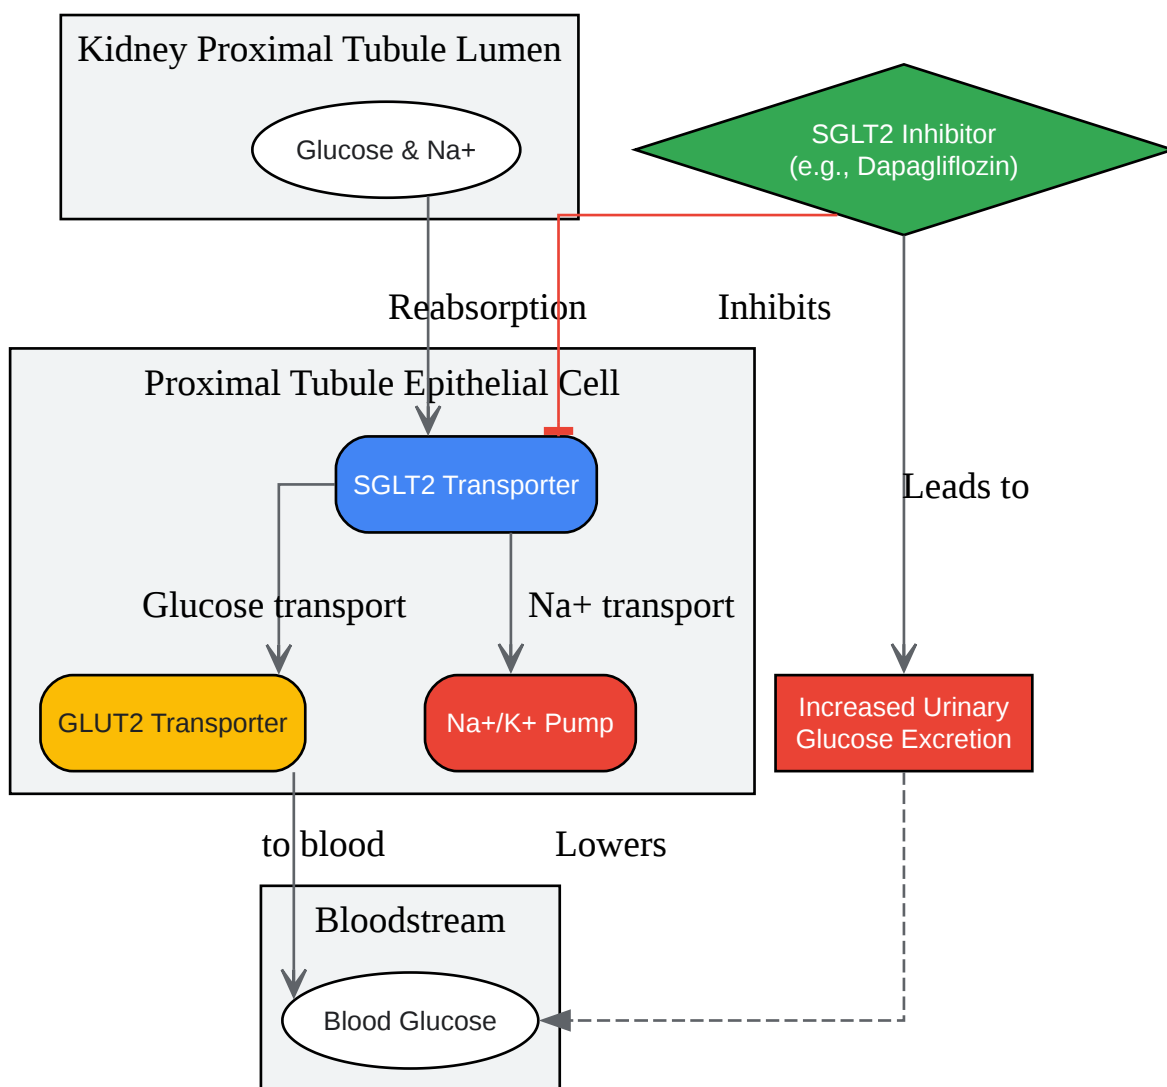 Kidney Proximal Tubule Lumen
Glucose & Na+
SGLT2 Inhibitor
(e.g., Dapagliflozin)
Reabsorption
Inhibits
Proximal Tubule Epithelial Cell
SGLT2 Transporter
Leads to
Glucose transport
Na+ transport
GLUT2 Transporter
Na+/K+ Pump
Increased Urinary
Glucose Excretion
to blood
Lowers
Bloodstream
Blood Glucose